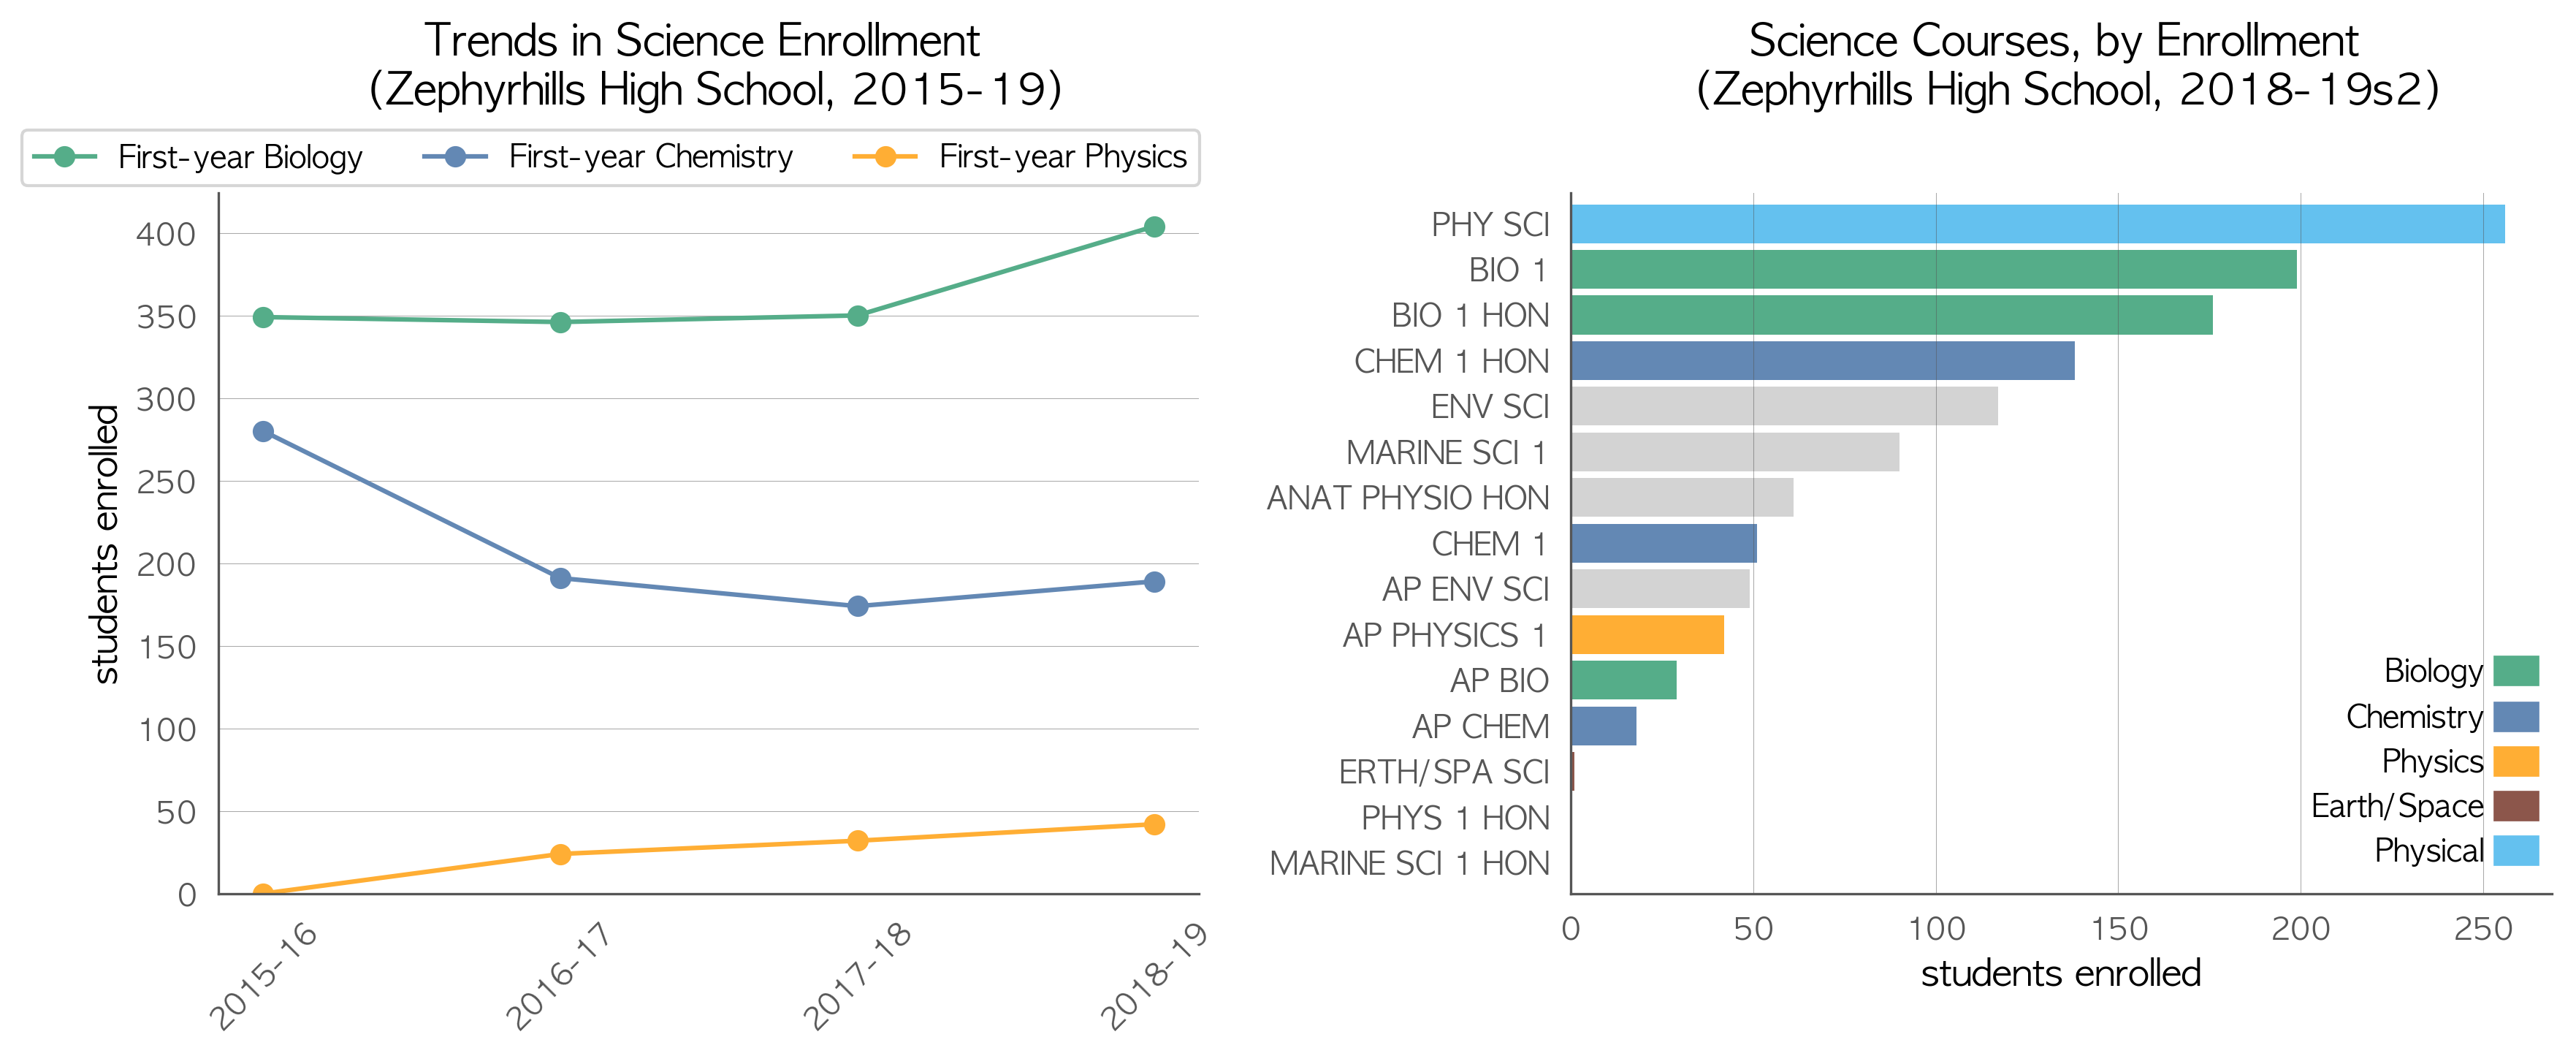 Trends in Science Enrollment
(Zephyrhills High School, 2015-19)
First-year Biology
First-year Chemistry
First-year Physics
400
350
300
250
200
150
100
50
0
students enrolled
2015-16
2016-17
2017-18
2018-19
Science Courses, by Enrollment
(Zephyrhills High School, 2018-19s2)
PHY SCI
BIO 1
BIO 1 HON
CHEM 1 HON
ENV SCI
MARINE SCI 1
ANAT PHYSIO HON
CHEM 1
AP ENV SCI
AP PHYSICS 1
AP BIO
AP CHEM
ERTH/SPA SCI
PHYS 1 HON
MARINE SCI 1 HON
Biology
Chemistry
Physics
Earth/Space
Physical
0
50
100
150
200
250
students enrolled